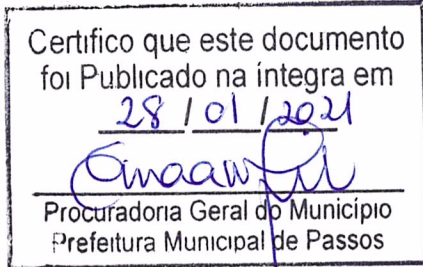 Certifico que este documento
foi Publicado na íntegra em
28 / 01 / 2021
Procuradoria Geral do Município
Prefeitura Municipal de Passos